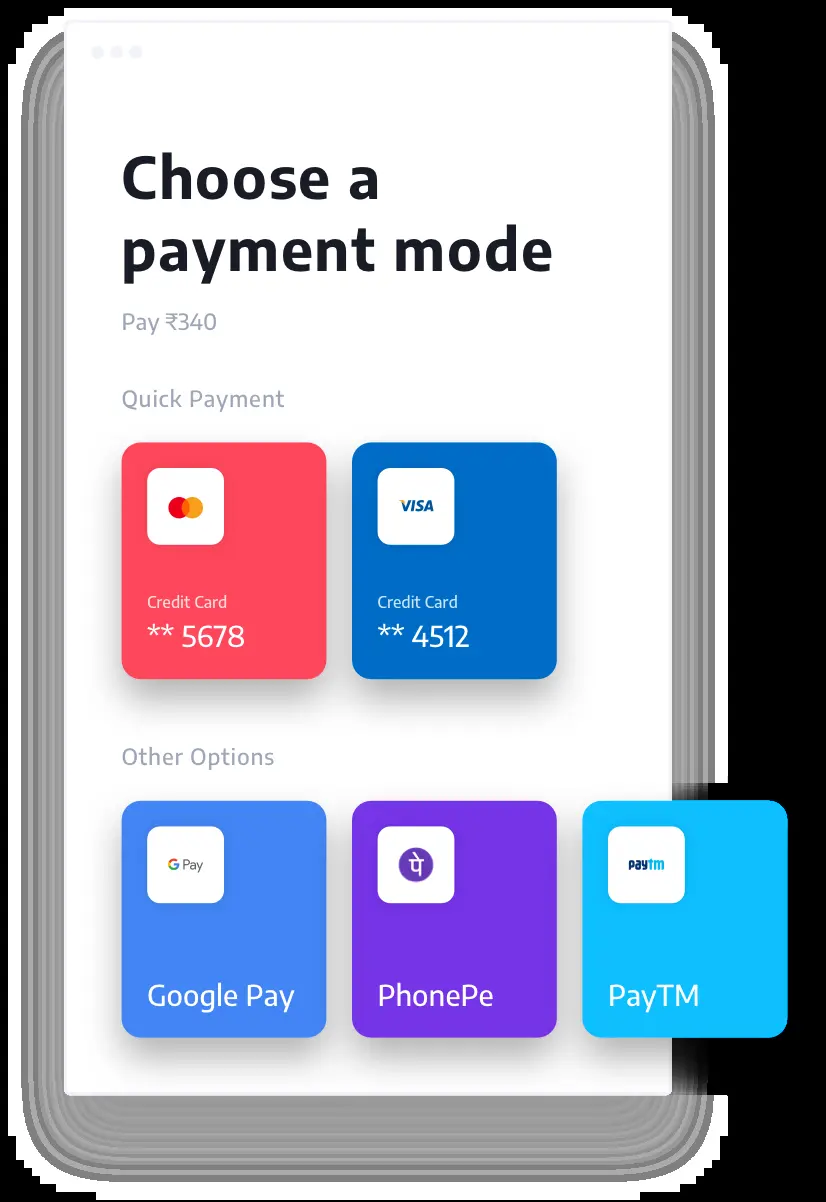 Choose a
payment mode
Pay ₹340
Quick Payment
VISA
Credit Card
** 5678
Credit Card
** 4512
Other Options
G Pay
पे
paytm
Google Pay
PhonePe
PayTM